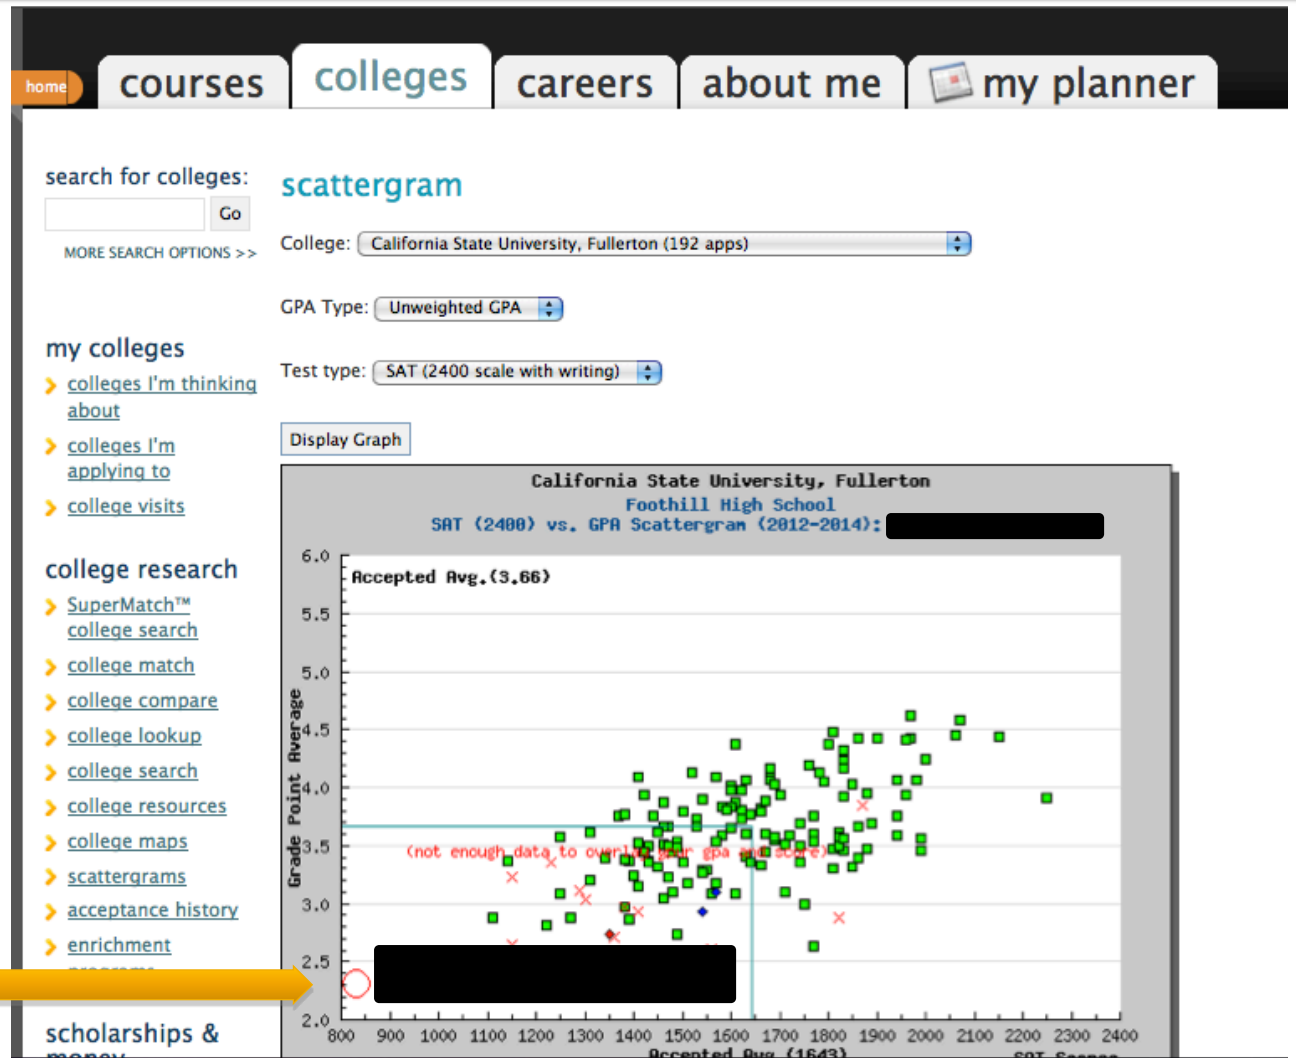 home
courses
colleges
careers
about me
my planner
search for colleges:
Go
MORE SEARCH OPTIONS >>
my colleges
colleges I'm thinking
about
colleges I'm
applying to
college visits
college research
SuperMatch™
college search
college match
college compare
college lookup
college search
college resources
college maps
scattergrams
acceptance history
enrichment
programs
scholarships &
money
scattergram
College: California State University, Fullerton (192 apps)
GPA Type: Unweighted GPA
Test type: SAT (2400 scale with writing)
Display Graph
California State University, Fullerton
Foothill High School
SAT (2400) vs. GPA Scattergram (2012-2014):
Accepted Avg.(3.66)
Grade Point Average
6.0
5.5
5.0
4.5
4.0
3.5
3.0
2.5
2.0
(not enough data to overlay your gpa and score)
800 900 1000 1100 1200 1300 1400 1500 1600 1700 1800 1900 2000 2100 2200 2300 2400
Accepted Avg (1643)
SAT Scores